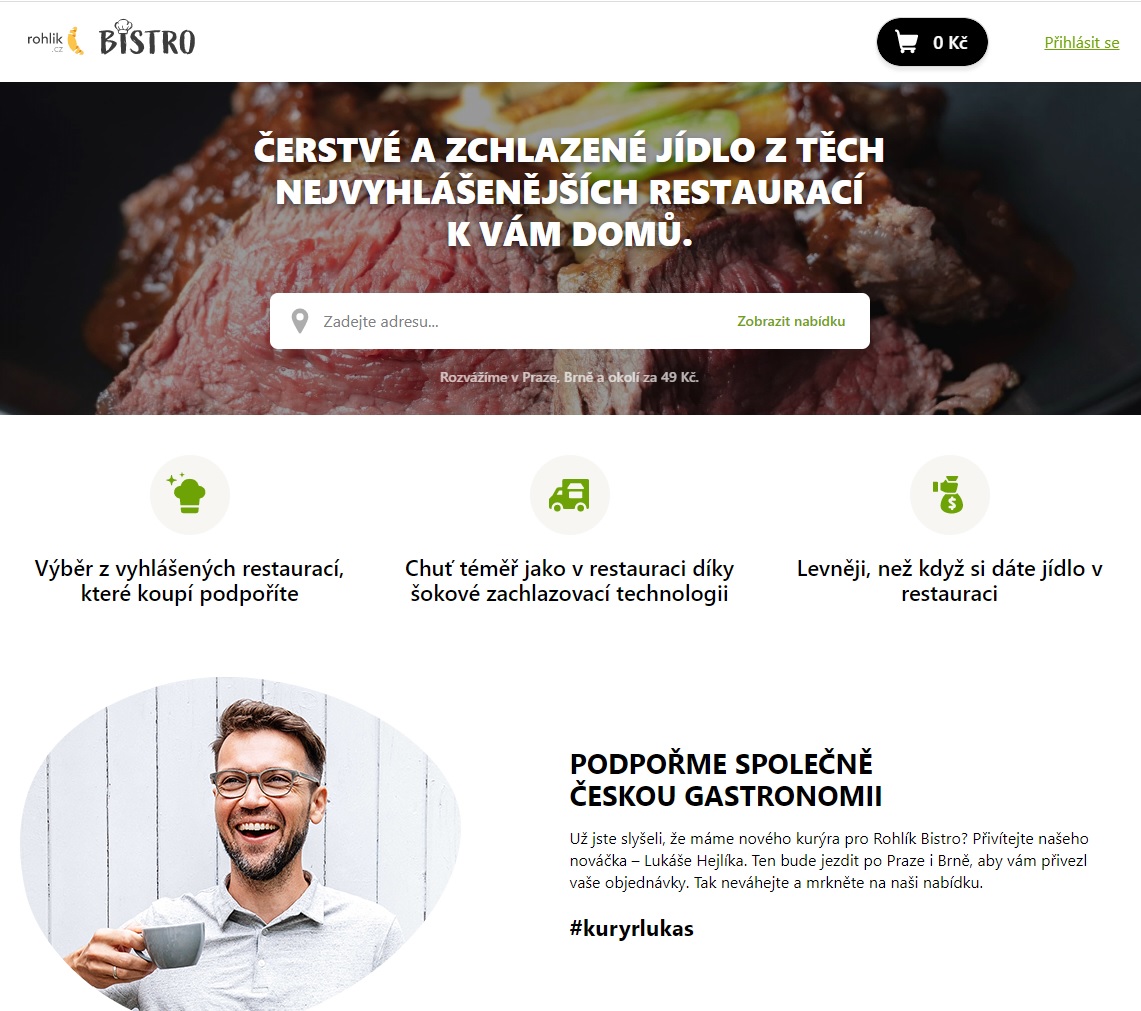 rohlik
.cz
BISTRO
0 Kč
Přihlásit se
ČERSTVÉ A ZCHLAZENÉ JÍDLO Z TĚCH
NEJVYHLÁŠENĚJŠÍCH RESTAURACÍ
K VÁM DOMŮ.
Zadejte adresu...
Zobrazit nabídku
Rozvážíme v Praze, Brně a okolí za 49 Kč.
Výběr z vyhlášených restaurací,
které koupí podpoříte
Chuť téměř jako v restauraci díky
šokové zachlazovací technologii
Levněji, než když si dáte jídlo v
restauraci
PODPOŘME SPOLEČNĚ
ČESKOU GASTRONOMII
Už jste slyšeli, že máme nového kurýra pro Rohlík Bistro? Přivítejte našeho
nováčka – Lukáše Hejlíka. Ten bude jezdit po Praze i Brně, aby vám přivezl
vaše objednávky. Tak neváhejte a mrkněte na naši nabídku.
#kuryrlukas